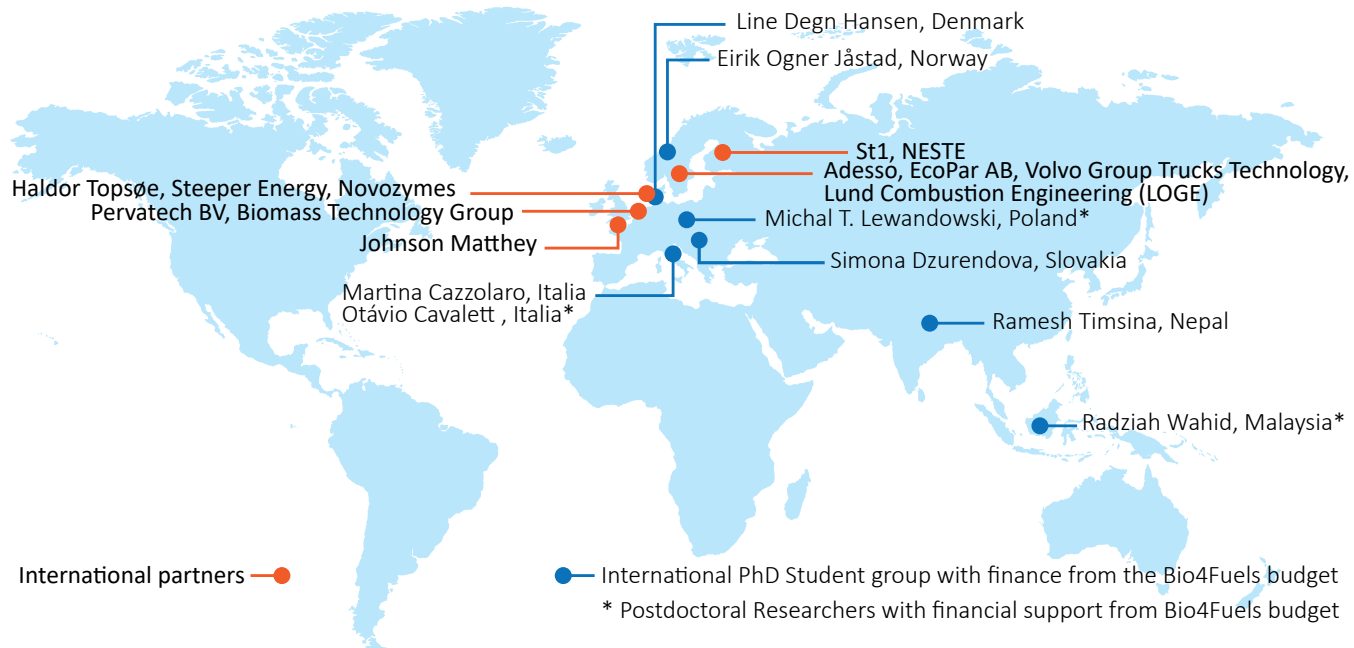 Line Degn Hansen, Denmark
Eirik Ogner Jåstad, Norway
St1, NESTE
Adesso, EcoPar AB, Volvo Group Trucks Technology,
Lund Combustion Engineering (LOGE)
Haldor Topsøe, Steeper Energy, Novozymes
Pervatech BV, Biomass Technology Group
Michal T. Lewandowski, Poland*
Johnson Matthey
Simona Dzurendova, Slovakia
Martina Cazzolaro, Italia
Otávio Cavalett , Italia*
Ramesh Timsina, Nepal
Radziah Wahid, Malaysia*
International partners
International PhD Student group with finance from the Bio4Fuels budget
* Postdoctoral Researchers with financial support from Bio4Fuels budget